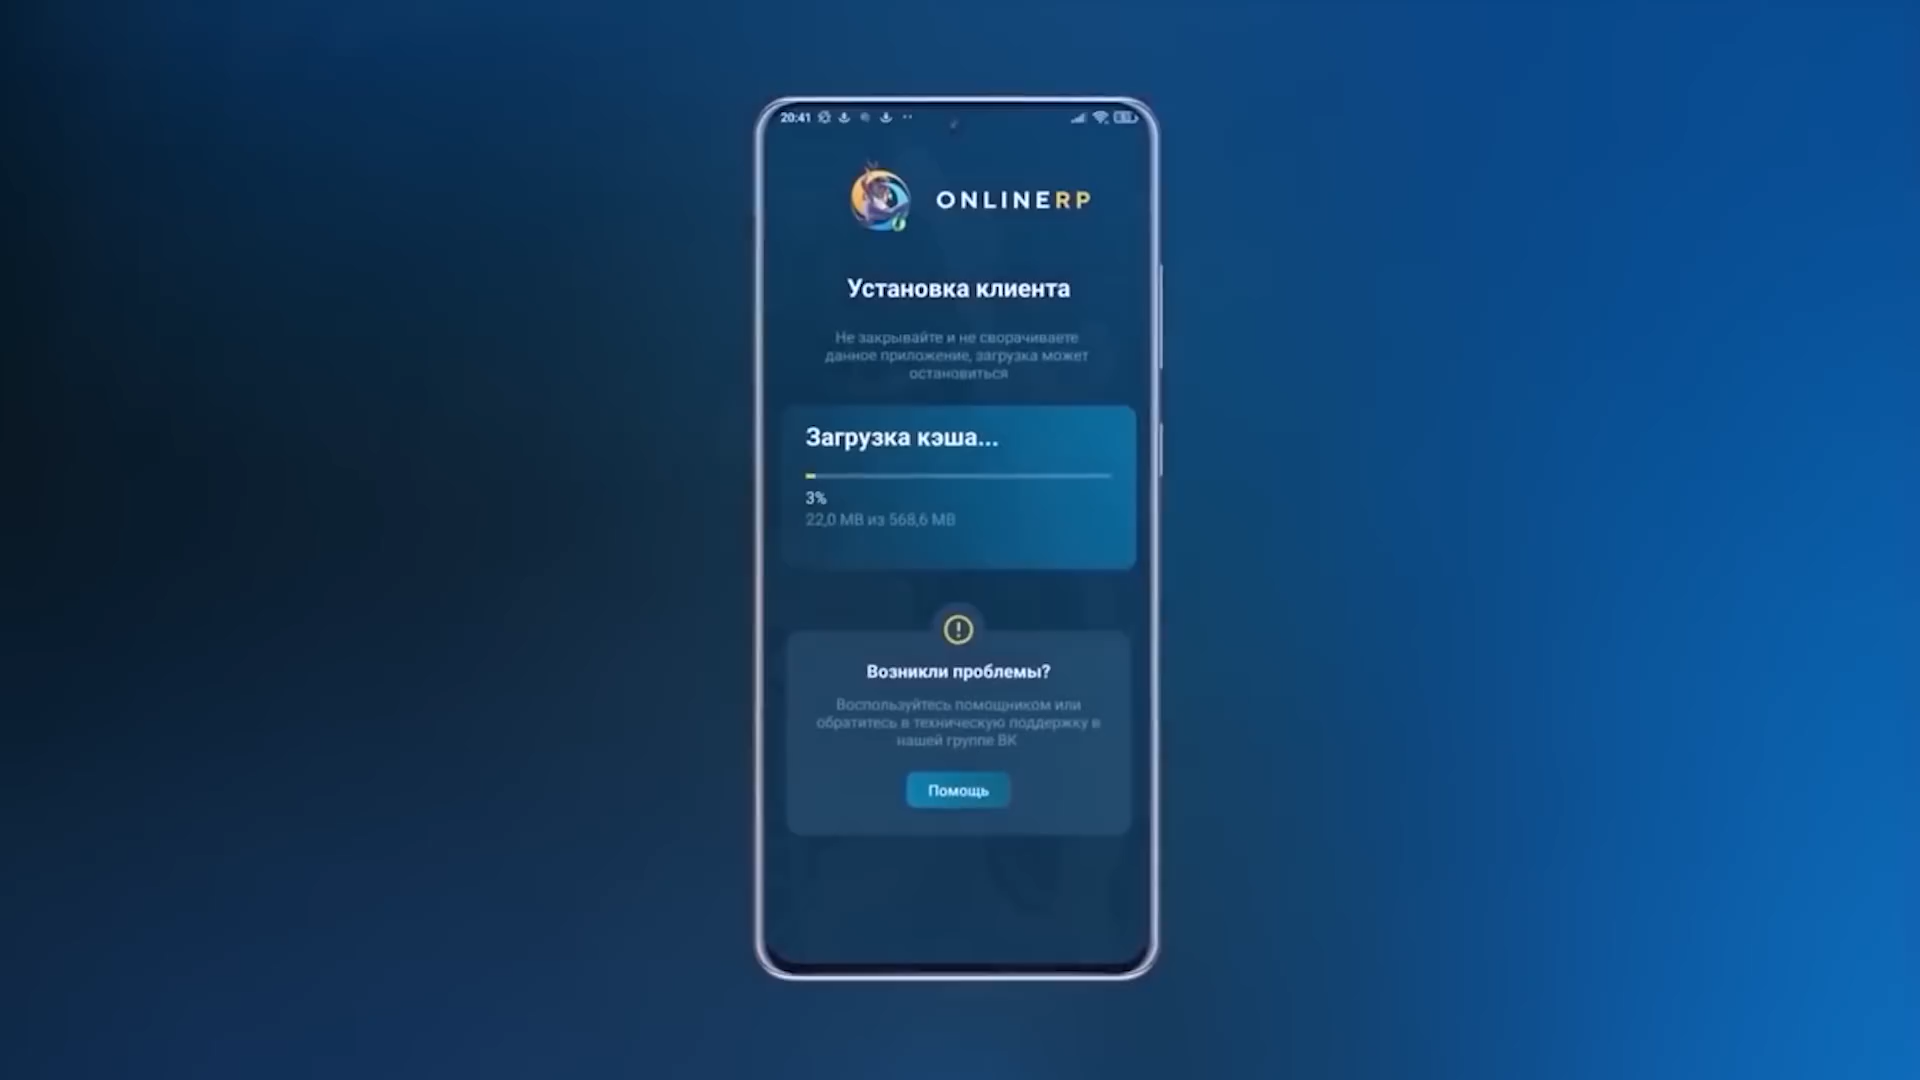 20:41
ONLINERP
Установка клиента
Не закрывайте и не сворачиваете
данное приложение, загрузка может
остановиться
Загрузка кэша...
3%
22,0 MB из 568,6 MB
Возникли проблемы?
Воспользуйтесь помощником или
обратитесь в техническую поддержку в
нашей группе ВК
Помощь